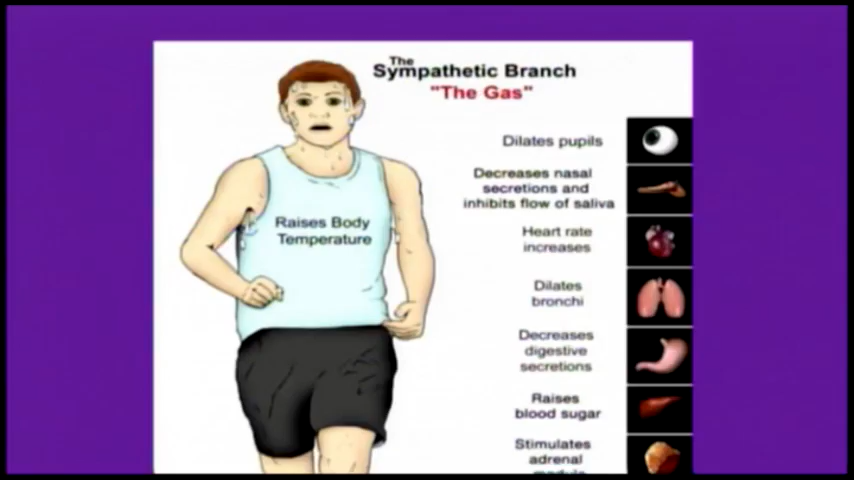 The
Sympathetic Branch
"The Gas"
Dilates pupils
Decreases nasal
secretions and
inhibits flow of saliva
Raises Body
Temperature
Heart rate
increases
Dilates
bronchi
Decreases
digestive
secretions
Raises
blood sugar
Stimulates
adrenal